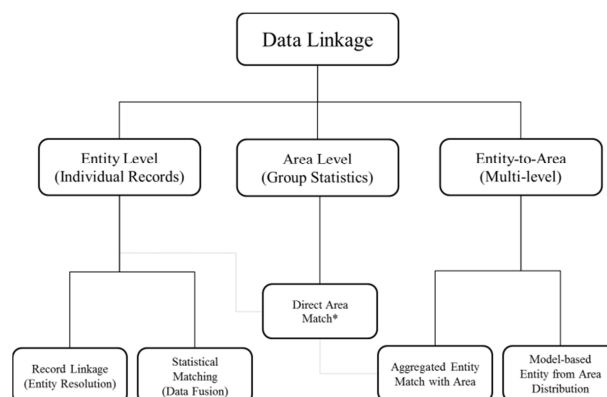 Data Linkage
Entity Level
(Individual Records)
Area Level
(Group Statistics)
Entity-to-Area
(Multi-level)
Direct Area
Match*
Record Linkage
(Entity Resolution)
Statistical
Matching
(Data Fusion)
Aggregated Entity
Match with Area
Model-based
Entity from Area
Distribution